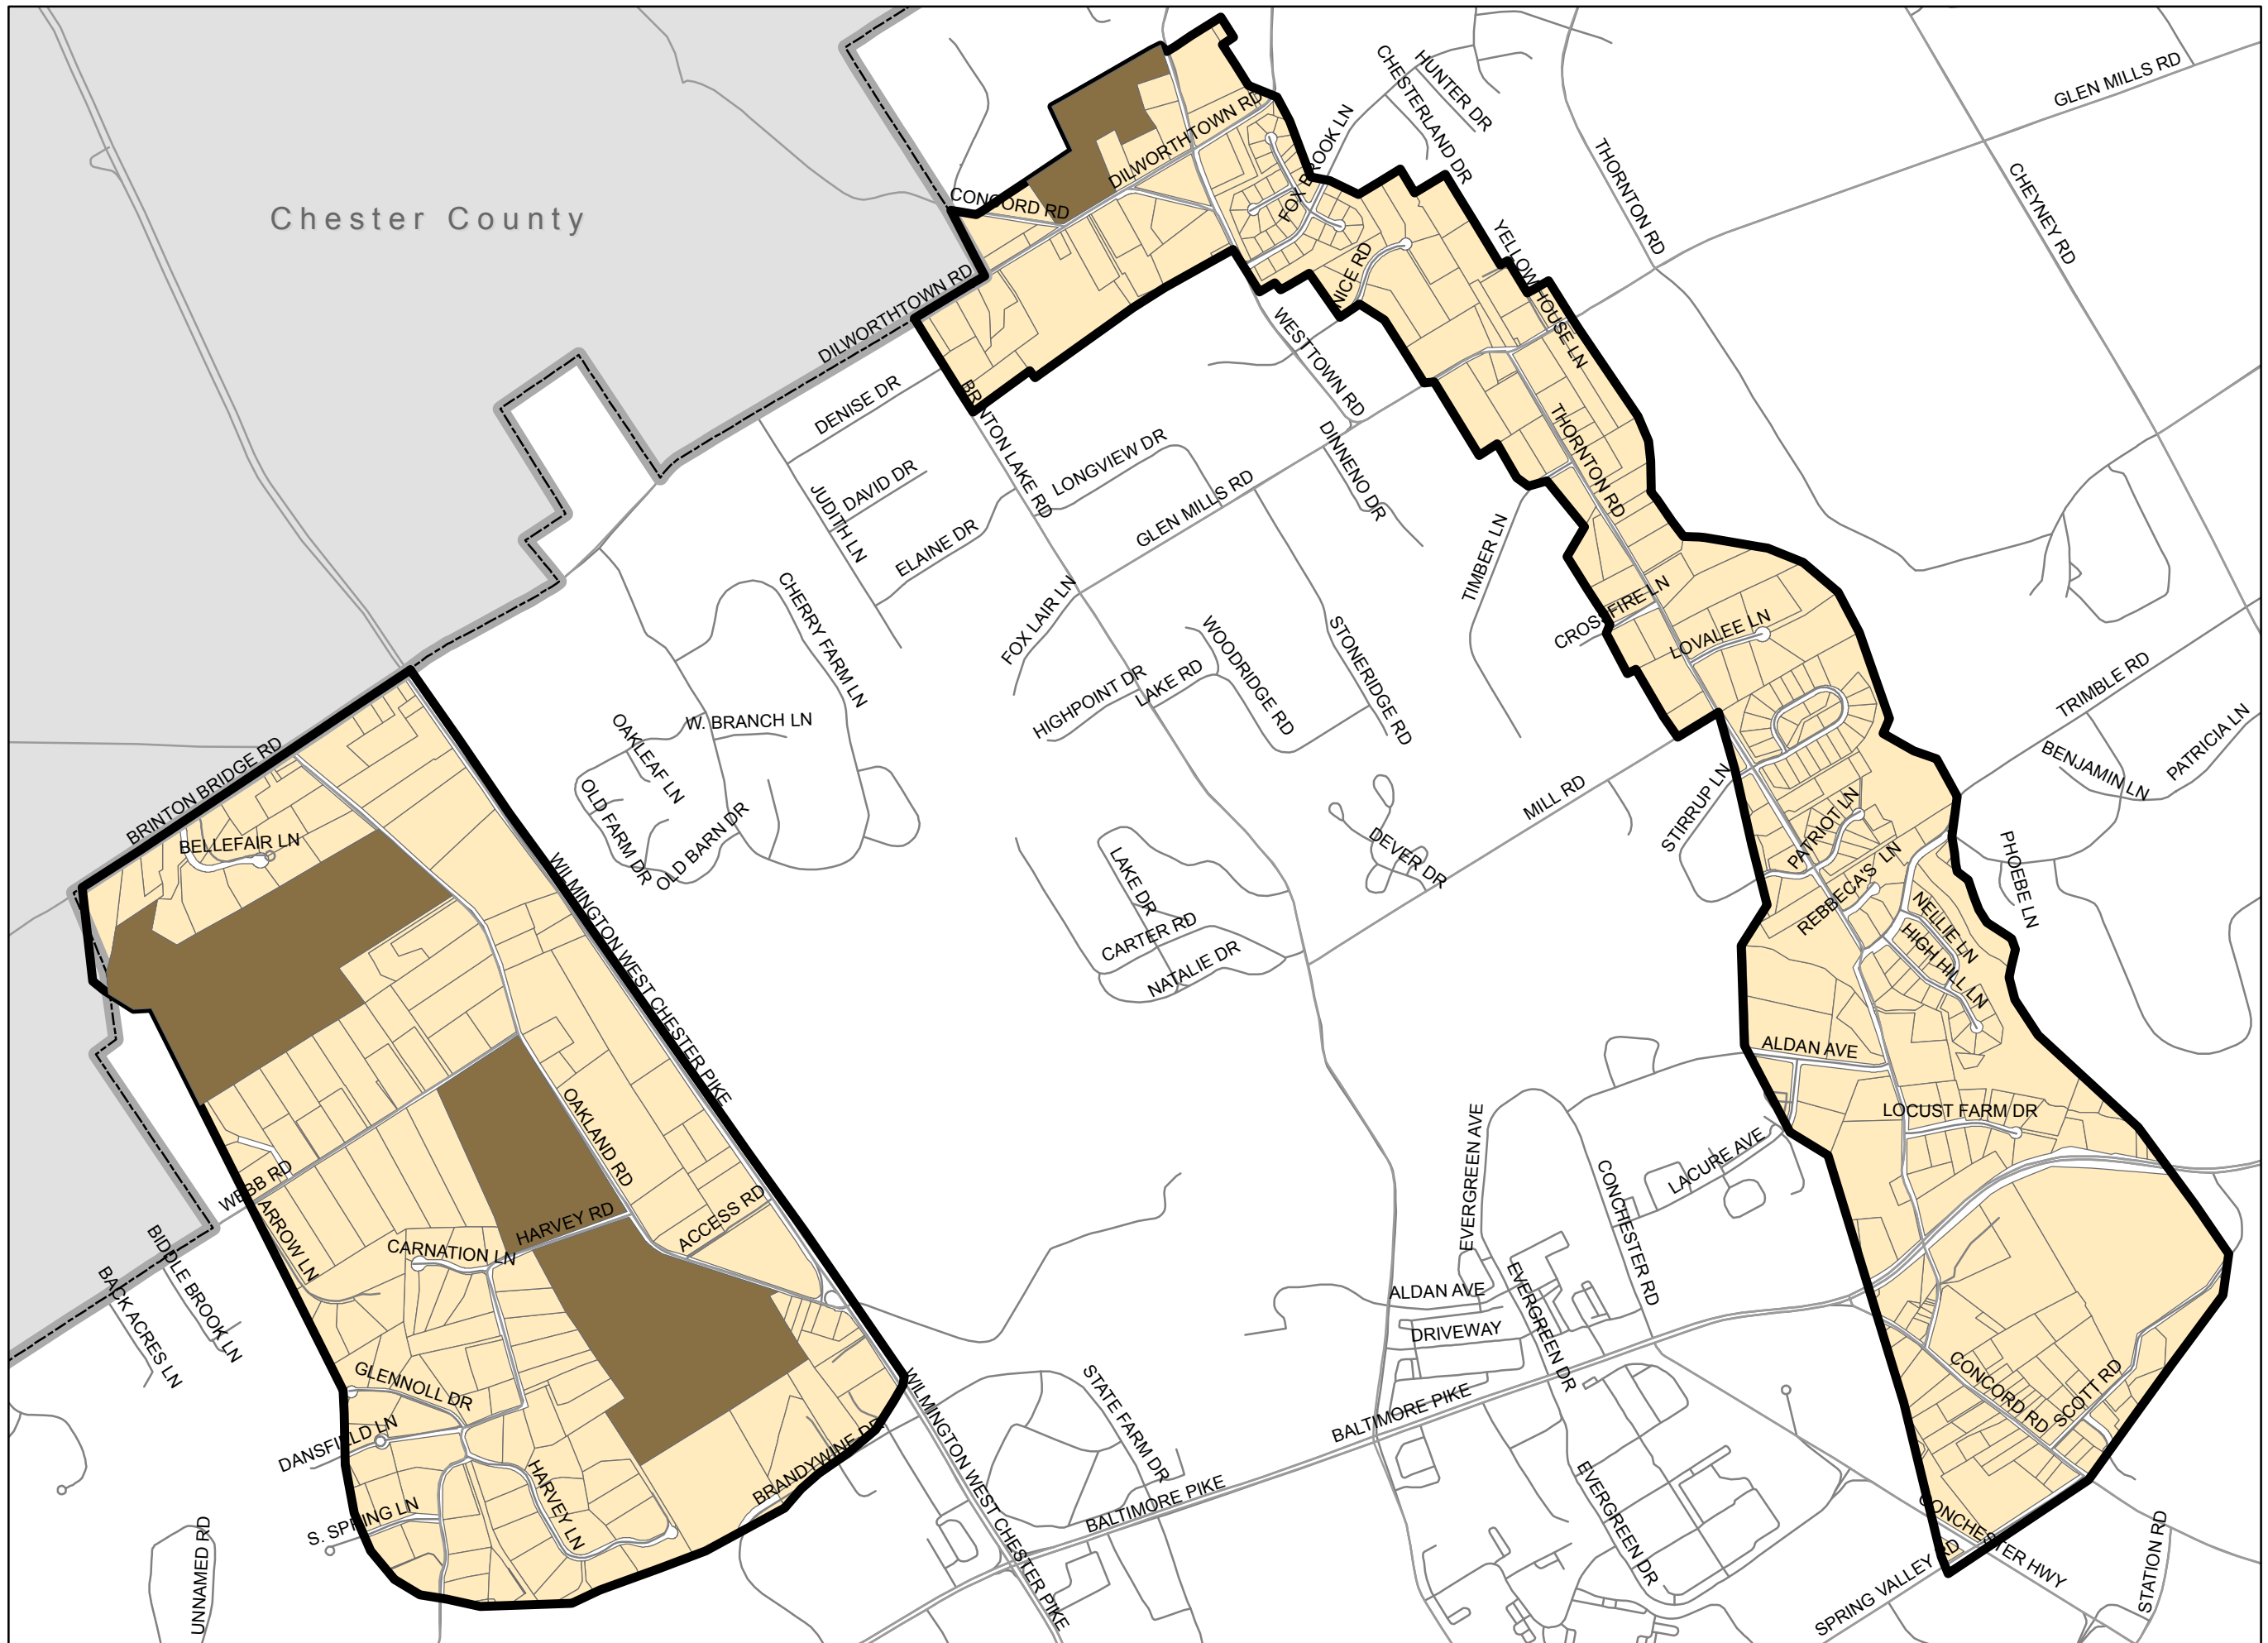 GLEN MILLS RD
HUNTER DR
CHESTERLAND DR
FOX BROOK LN
DILWORTHTOWN RD
THORNTON RD
CHEYNEY RD
Chester County
CONCORD RD
YELLOW HOUSE LN
NICE RD
DILWORTHTOWN RD
WESTTOWN RD
DENISE DR
BRINTON LAKE RD
THORNTON RD
LONGVIEW DR
DINNENO DR
DAVID DR
JUDITH LN
GLEN MILLS RD
ELAINE DR
TIMBER LN
CHERRY FARM LN
FOX LAIR LN
CROSSFIRE LN
LOVALEE LN
WOODRIDGE RD
STONERIDGE RD
LAKE RD
HIGHPOINT DR
TRIMBLE RD
PATRICIA LN
BENJAMIN LN
W. BRANCH LN
OAKLEAF LN
BRINTON BRIDGE RD
OLD FARM DR
OLD BARN DR
MILL RD
STIRRUP LN
PATRIOT LN
BELLEFAIR LN
DEVER DR
PHOEBE LN
REBBECA'S LN
LAKE DR
NELLIE LN
HIGH HILL LN
CARTER RD
NATALIE DR
WILMINGTON WEST CHESTER PIKE
ALDAN AVE
LOCUST FARM DR
OAKLAND RD
EVERGREEN AVE
LACURE AVE
CONCHESTER RD
WEBB RD
ARROW LN
HARVEY RD
ACCESS RD
CARNATION LN
BIDDLE BROOK LN
BACK ACRES LN
ALDAN AVE
DRIVEWAY
EVERGREEN DR
GLENNOLL DR
DANSFIELD LN
STATE FARM DR
WILMINGTON WEST CHESTER PIKE
BALTIMORE PIKE
CONCORD RD
SCOTT RD
BRANDYWINE DR
HARVEY LN
BALTIMORE PIKE
EVERGREEN DR
S. SPRING LN
UNNAMED RD
CONCHESTER HWY
SPRING VALLEY RD
STATION RD